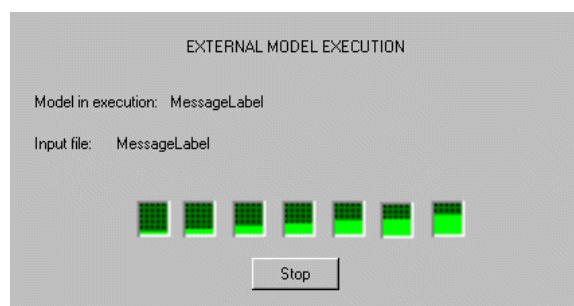 EXTERNAL MODEL EXECUTION
Model in execution: MessageLabel
Input file: MessageLabel
Stop